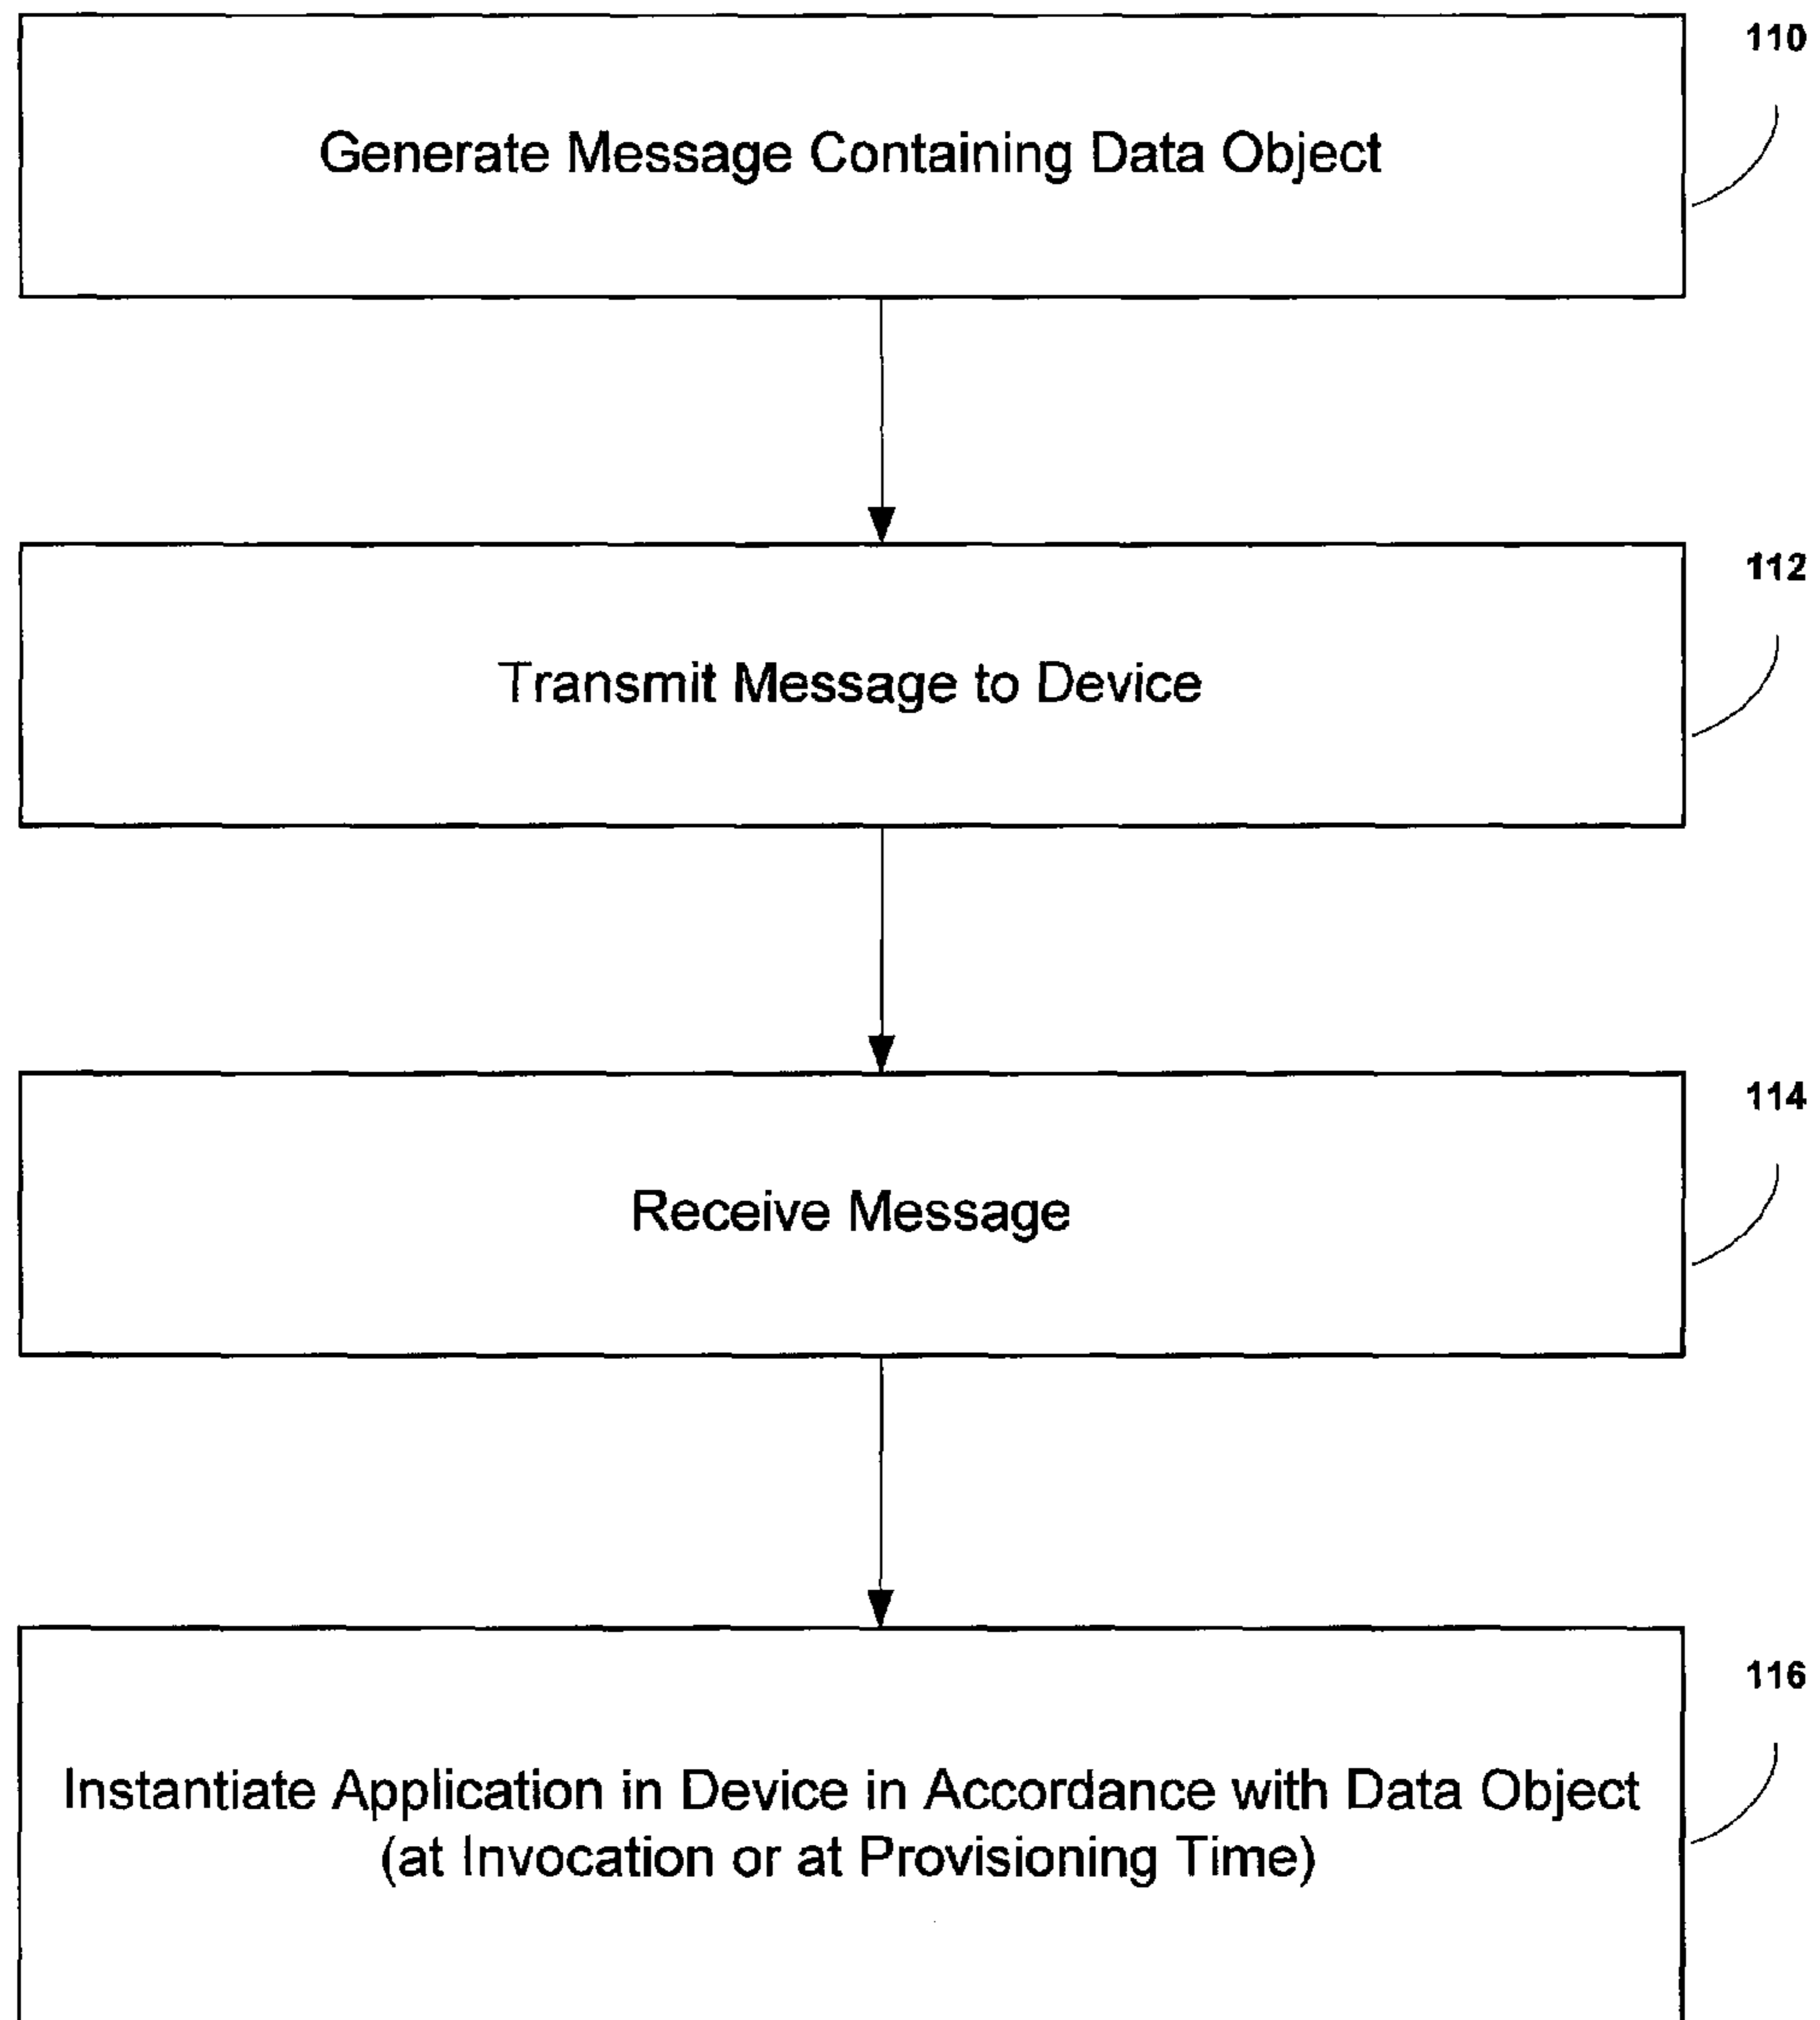 110
Generate Message Containing Data Object
112
Transmit Message to Device
114
Receive Message
116
Instantiate Application in Device in Accordance with Data Object
(at Invocation or at Provisioning Time)